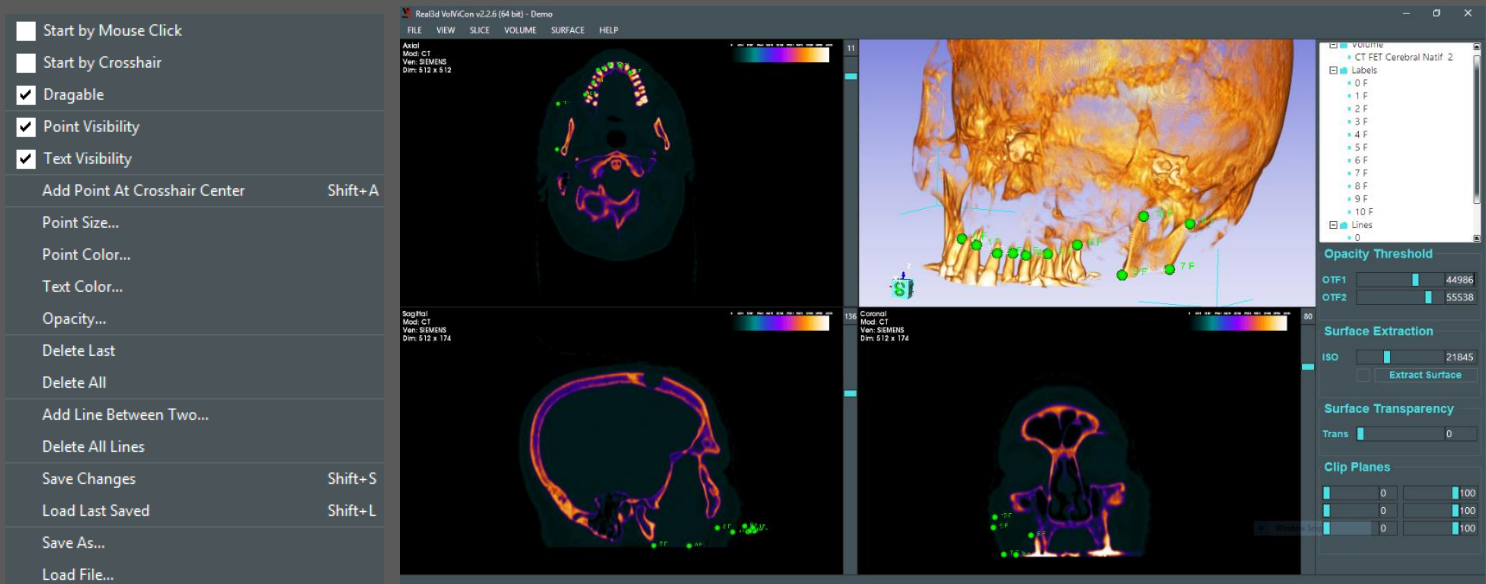 Start by Mouse Click
Start by Crosshair
Dragable
Point Visibility
Text Visibility
Add Point At Crosshair Center Shift+A
Point Size...
Point Color...
Text Color...
Opacity...
Delete Last
Delete All
Add Line Between Two...
Delete All Lines
Save Changes Shift+S
Load Last Saved Shift+L
Save As...
Load File...
Real3d VolViCon v2.2.6 (64 bit) - Demo
FILE VIEW SLICE VOLUME SURFACE HELP
Axial
Mod: CT
Ven: SIEMENS
Dim: 512 x 512
11
7 F
S
Sagittal
Mod: CT
Ven: SIEMENS
Dim: 512 x 174
136
Coronal
Mod: CT
Ven: SIEMENS
Dim: 512 x 174
80
Volume
CT FET Cerebral Natif 2
Labels
0 F
1 F
2 F
3 F
4 F
5 F
6 F
7 F
8 F
9 F
10 F
Lines
0
Opacity Threshold
OTF1 44986
OTF2 55538
Surface Extraction
ISO 21845
Extract Surface
Surface Transparency
Trans 0
Clip Planes
0 100
0 100
0 100